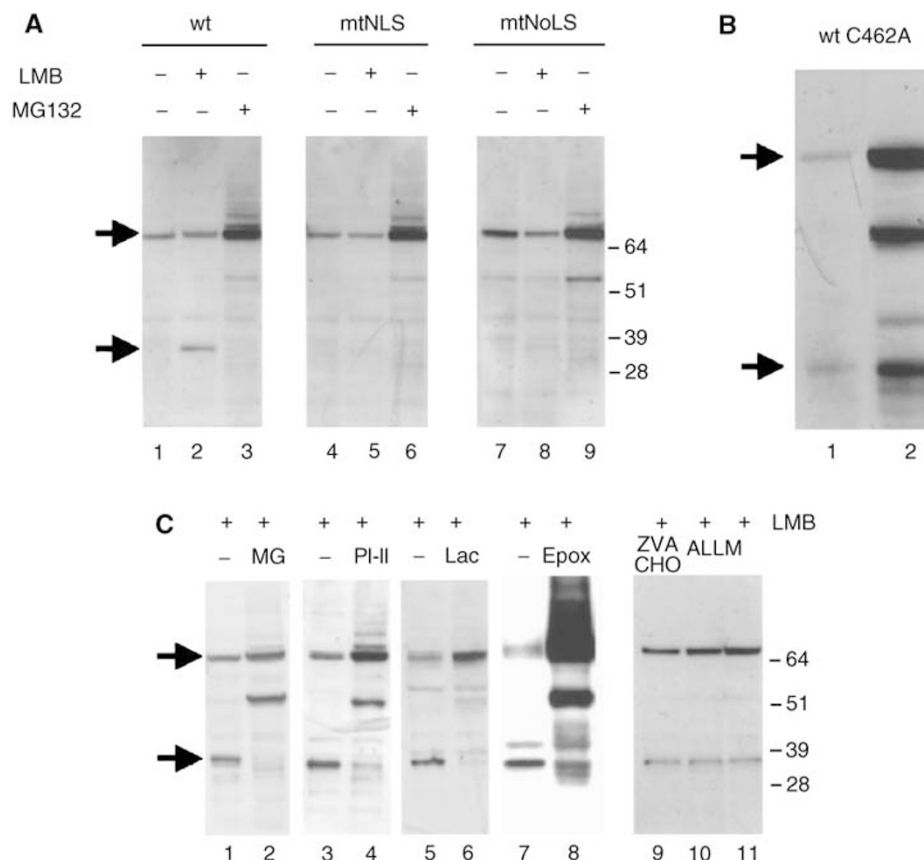 A
wt mtNLS mtNoLS
LMB – + – – + – – + –
MG132 – – + – – + – – + 
– 64
– 51
– 39
– 28
1 2 3 4 5 6 7 8 9
B
wt C462A
1 2
C
+ + + + + + + + + + + LMB
– MG – PI-II – Lac – Epox ZVA CHO ALLM
– 64
– 51
– 39
– 28
1 2 3 4 5 6 7 8 9 10 11